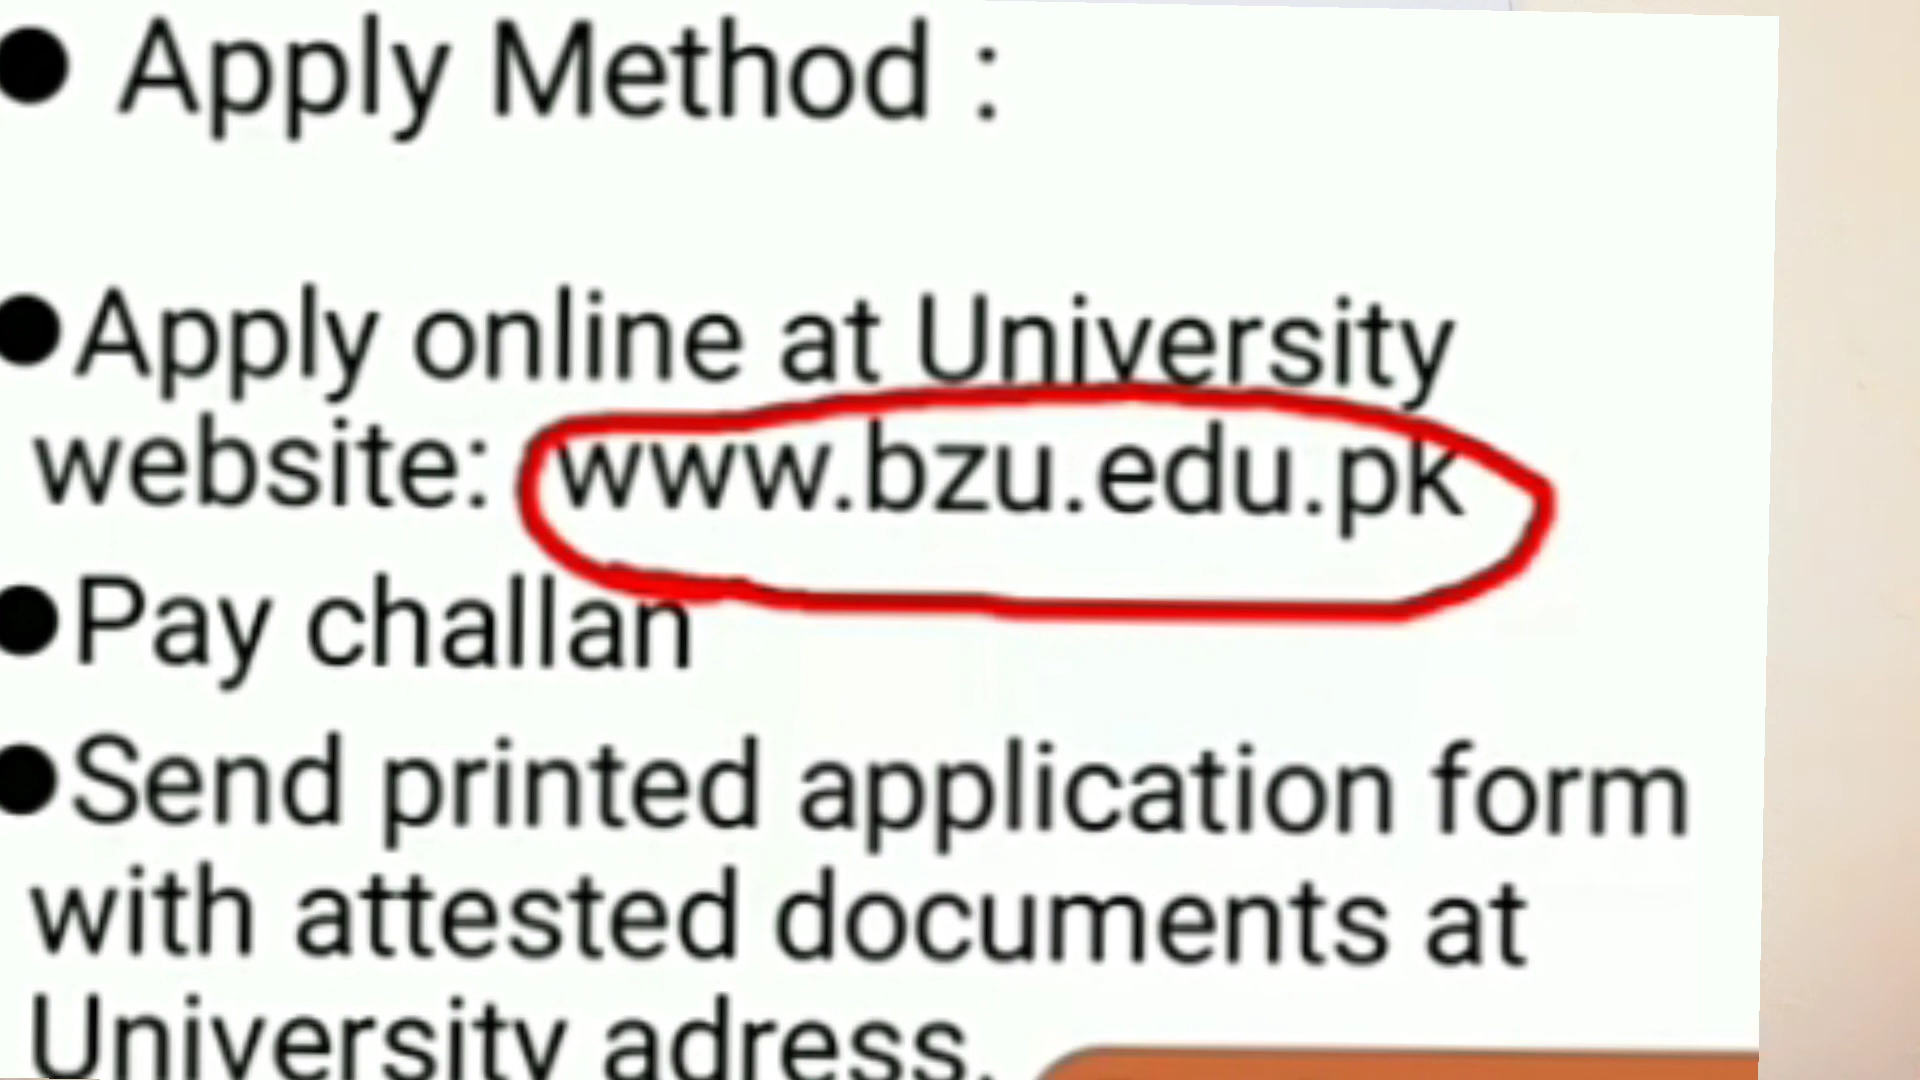 ● Apply Method :
●Apply online at University
website: www.bzu.edu.pk
●Pay challan
●Send printed application form
with attested documents at
University adress.